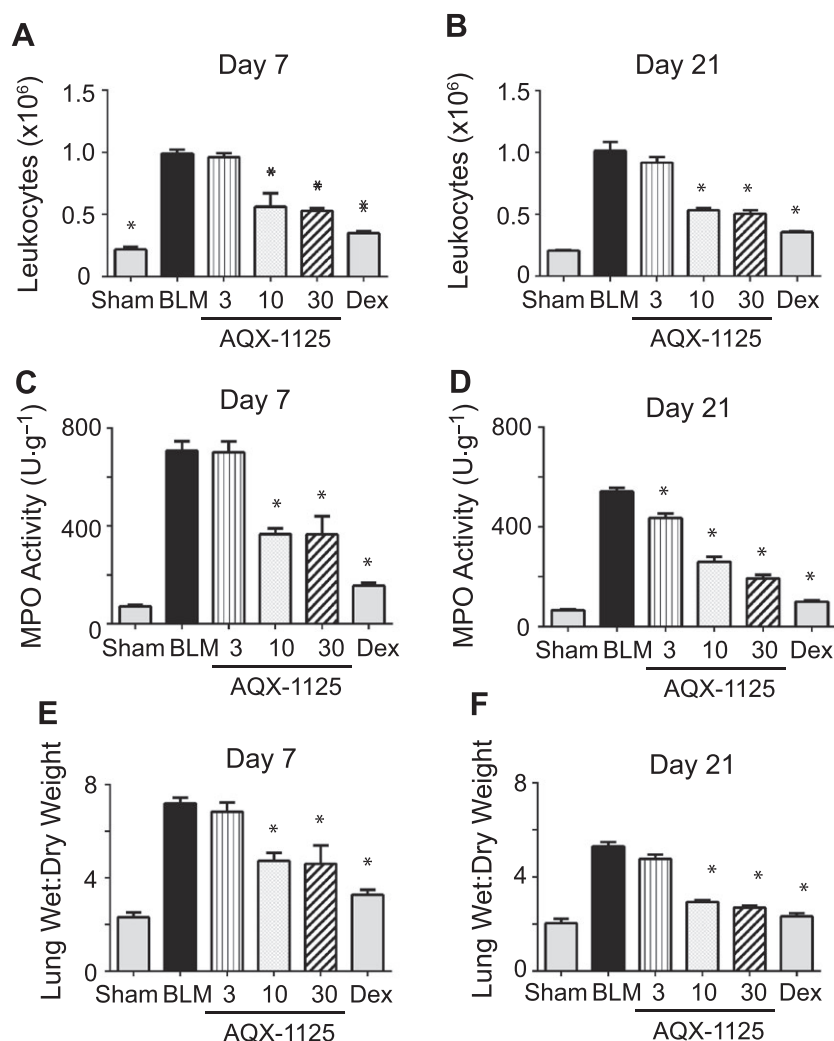 A
Day 7
Leukocytes (x10⁶)
1.5
1.0
0.5
0
*
*
*
*
Sham BLM 3 10 30 Dex
AQX-1125
B
Day 21
Leukocytes (x10⁶)
1.5
1.0
0.5
0
*
*
*
Sham BLM 3 10 30 Dex
AQX-1125
C
Day 7
MPO Activity (U·g⁻¹)
800
400
0
*
*
*
Sham BLM 3 10 30 Dex
AQX-1125
D
Day 21
MPO Activity (U·g⁻¹)
800
400
0
*
*
*
*
Sham BLM 3 10 30 Dex
AQX-1125
E
Day 7
Lung Wet:Dry Weight
8
4
0
*
*
*
Sham BLM 3 10 30 Dex
AQX-1125
F
Day 21
Lung Wet:Dry Weight
8
4
0
*
*
*
Sham BLM 3 10 30 Dex
AQX-1125